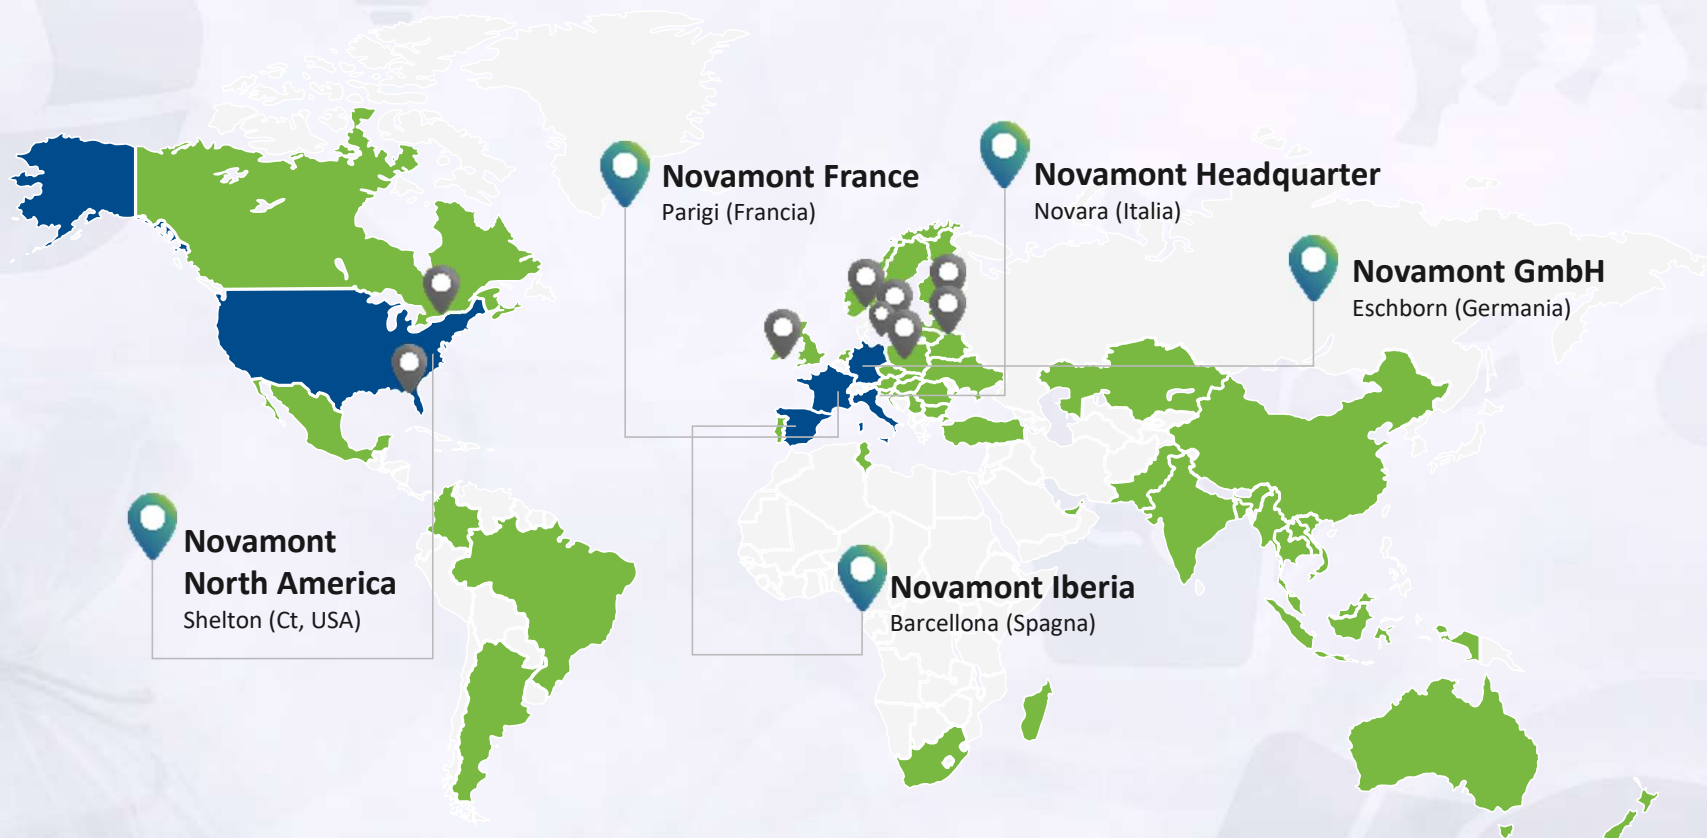 Novamont France
Parigi (Francia)
Novamont Headquarter
Novara (Italia)
Novamont GmbH
Eschborn (Germania)
Novamont
North America
Shelton (Ct, USA)
Novamont Iberia
Barcellona (Spagna)